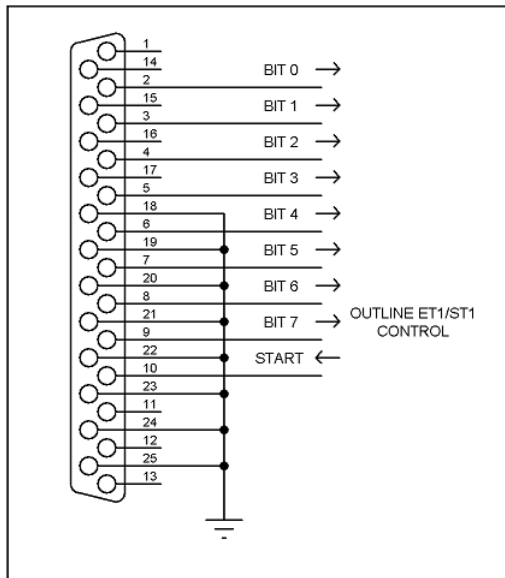 1
14
BIT 0
2
15
BIT 1
3
16
BIT 2
4
17
BIT 3
5
18
BIT 4
6
19
BIT 5
7
20
BIT 6
8
21
BIT 7
OUTLINE ET1/ST1
CONTROL
9
22
START
10
23
11
24
12
25
13